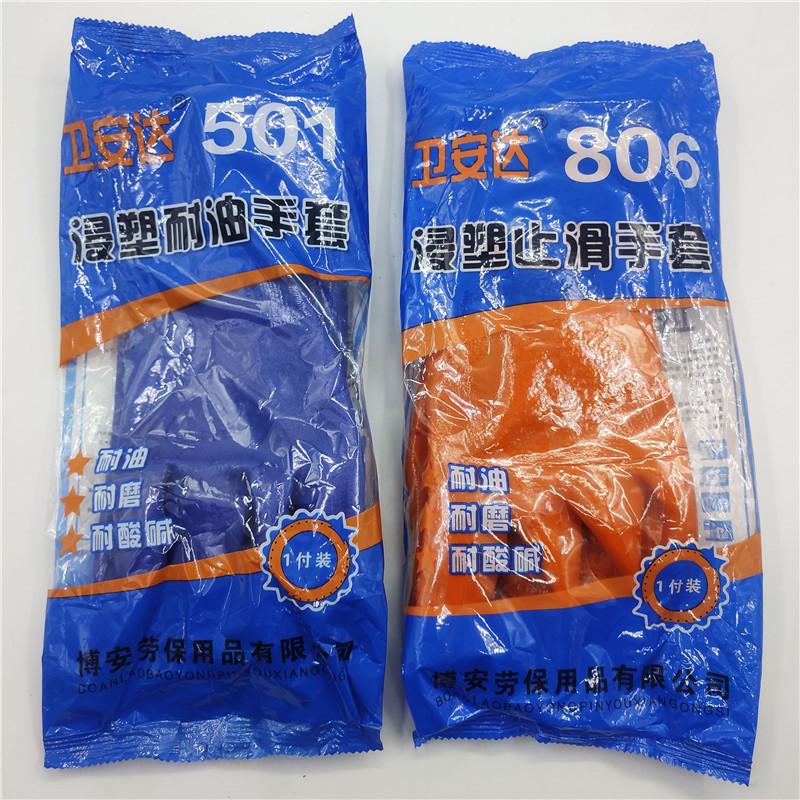 卫安达® 501
浸塑耐油手套
耐油
耐磨
耐酸碱
1付装
博安劳保用品有限公司
BOANLAOBAOYONGPINYOUXIANGONGSI
卫安达® 806
浸塑止滑手套
耐油
耐磨
耐酸碱
1付装
博安劳保用品有限公司
BOANLAOBAOYONGPINYOUXIANGONGSI